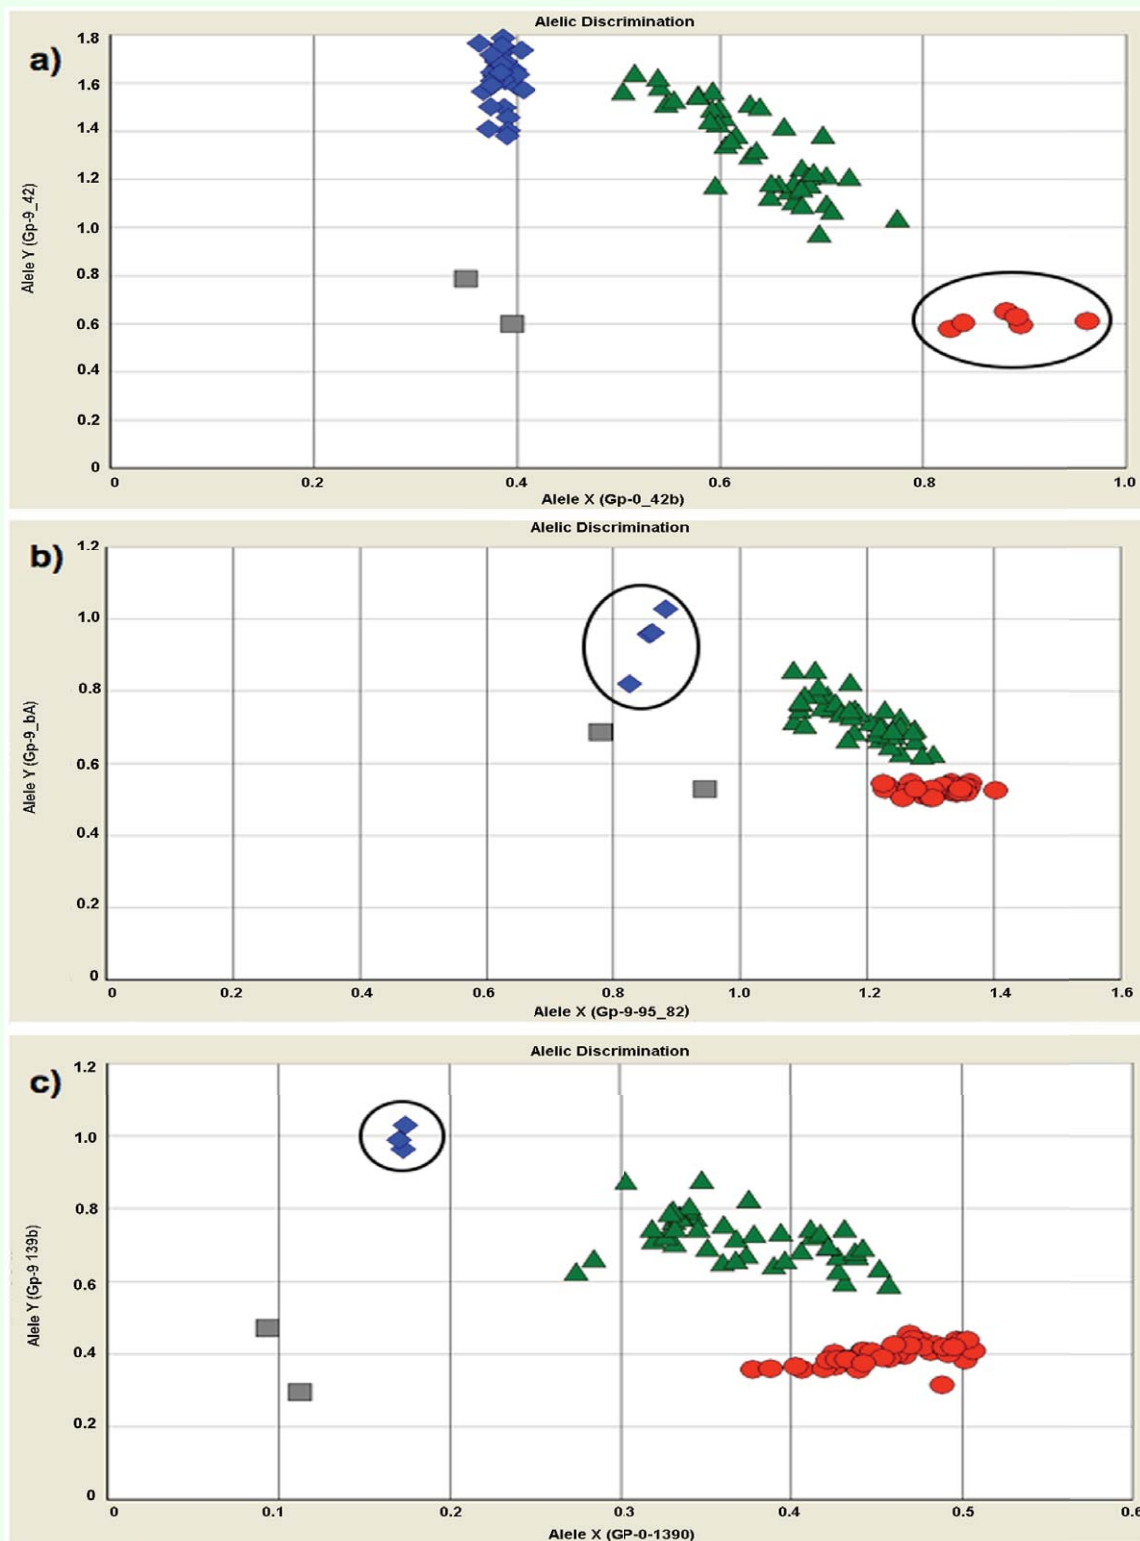 Alelic Discrimination
a)
1.8
1.6
1.4
1.2
1.0
0.8
0.6
0.4
0.2
0
Alele Y (Gp-9_42)
0 0.2 0.4 0.6 0.8 1.0
Alele X (Gp-0_42b)
Alelic Discrimination
b)
1.2
1.0
0.8
0.6
0.4
0.2
0
Alele Y (Gp-9_bA)
0 0.2 0.4 0.6 0.8 1.0 1.2 1.4 1.6
Alele X (Gp-9-95_82)
Alelic Discrimination
c)
1.2
1.0
0.8
0.6
0.4
0.2
0
Alele Y (Gp-9 139b)
0 0.1 0.2 0.3 0.4 0.5 0.6
Alele X (GP-0-1390)